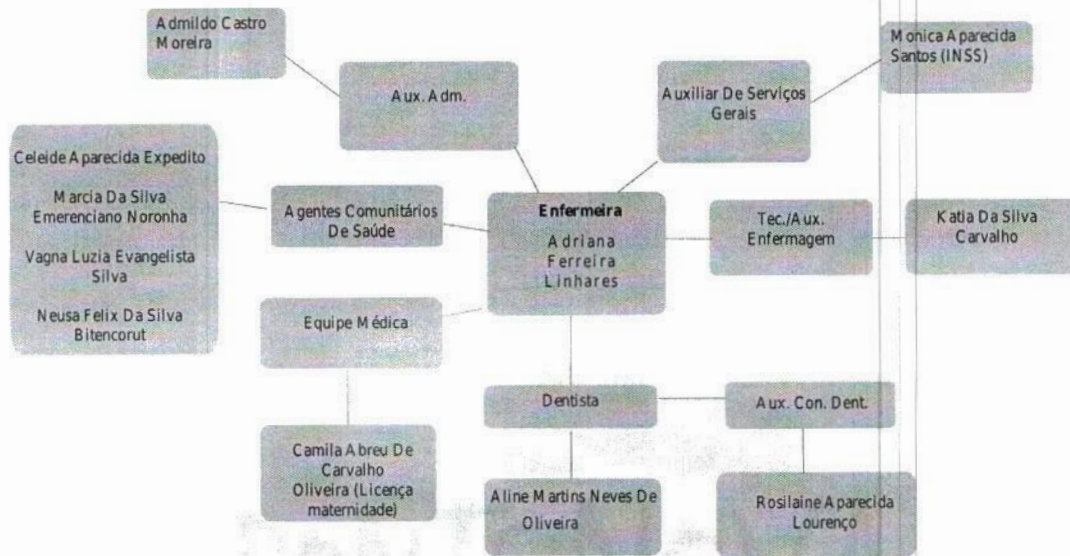 Admildo Castro
Moreira
Aux. Adm.
Auxiliar De Serviços
Gerais
Monica Aparecida
Santos (INSS)
Celeide Aparecida Expedito
Marcia Da Silva
Emerenciano Noronha
Vagna Luzia Evangelista
Silva
Neusa Felix Da Silva
Bitencorut
Agentes Comunitários
De Saúde
Enfermeira
Adriana
Ferreira
Linhares
Tec./Aux.
Enfermagem
Katia Da Silva
Carvalho
Equipe Médica
Camila Abreu De
Carvalho
Oliveira (Licença
maternidade)
Dentista
Aux. Con. Dent.
Aline Martins Neves De
Oliveira
Rosilaine Aparecida
Lourenço